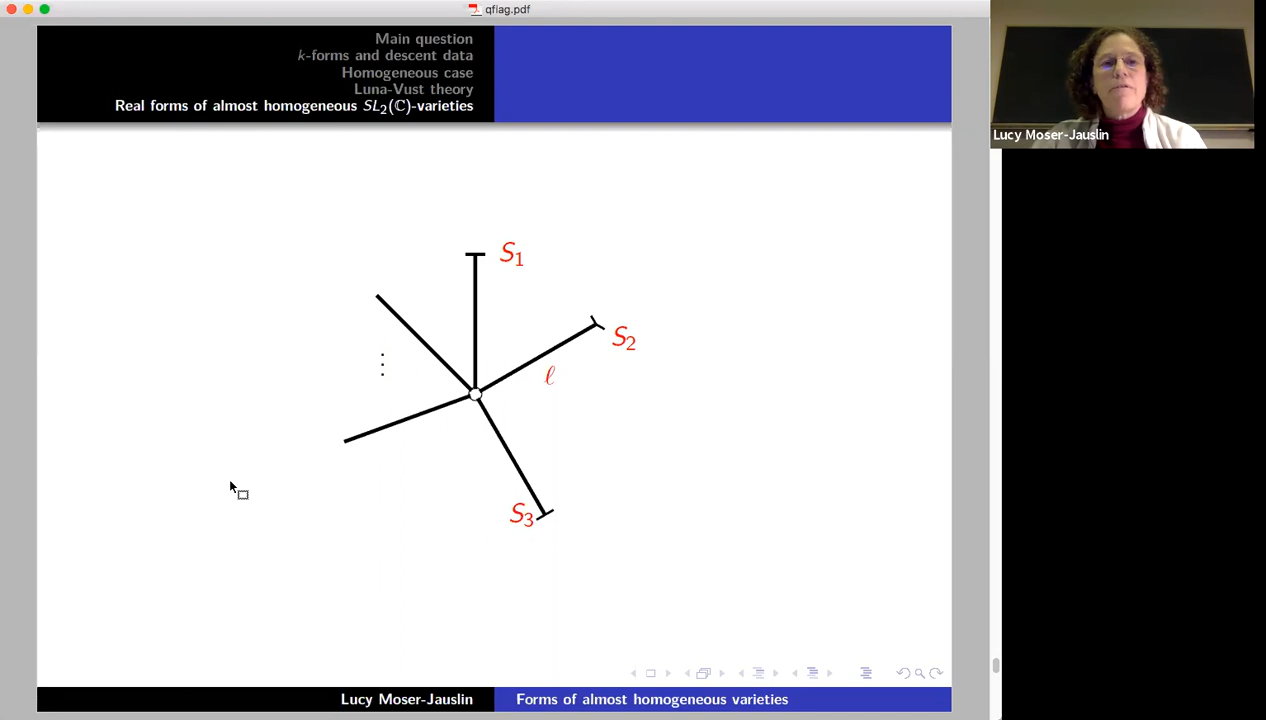 qflag.pdf
Main question
k-forms and descent data
Homogeneous case
Luna-Vust theory
Real forms of almost homogeneous SL₂(ℂ)-varieties
Lucy Moser-Jauslin
S₁
S₂
ℓ
⋮
S₃
Lucy Moser-Jauslin
Forms of almost homogeneous varieties